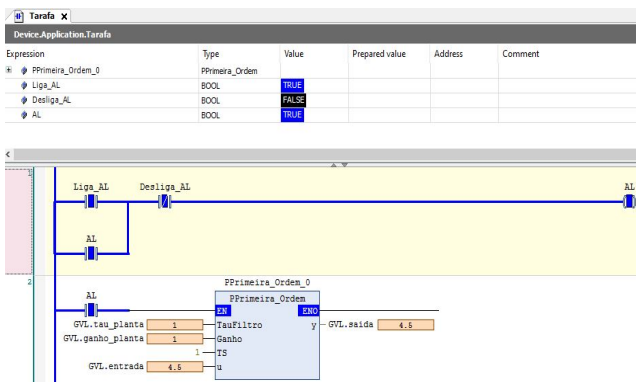 Tarafa x
Device.Application.Tarafa
Expression Type Value Prepared value Address Comment
PPrimeira_Ordem_0 PPrimeira_Ordem
Liga_AL BOOL TRUE
Desliga_AL BOOL FALSE
AL BOOL TRUE
1
Liga_AL Desliga_AL AL
AL
2
PPrimeira_Ordem_0
AL PPrimeira_Ordem
EN ENO
GVL.tau_planta 1 TauFiltro y GVL.saida 4.5
GVL.ganho_planta 1 Ganho
1 TS
GVL.entrada 4.5 u